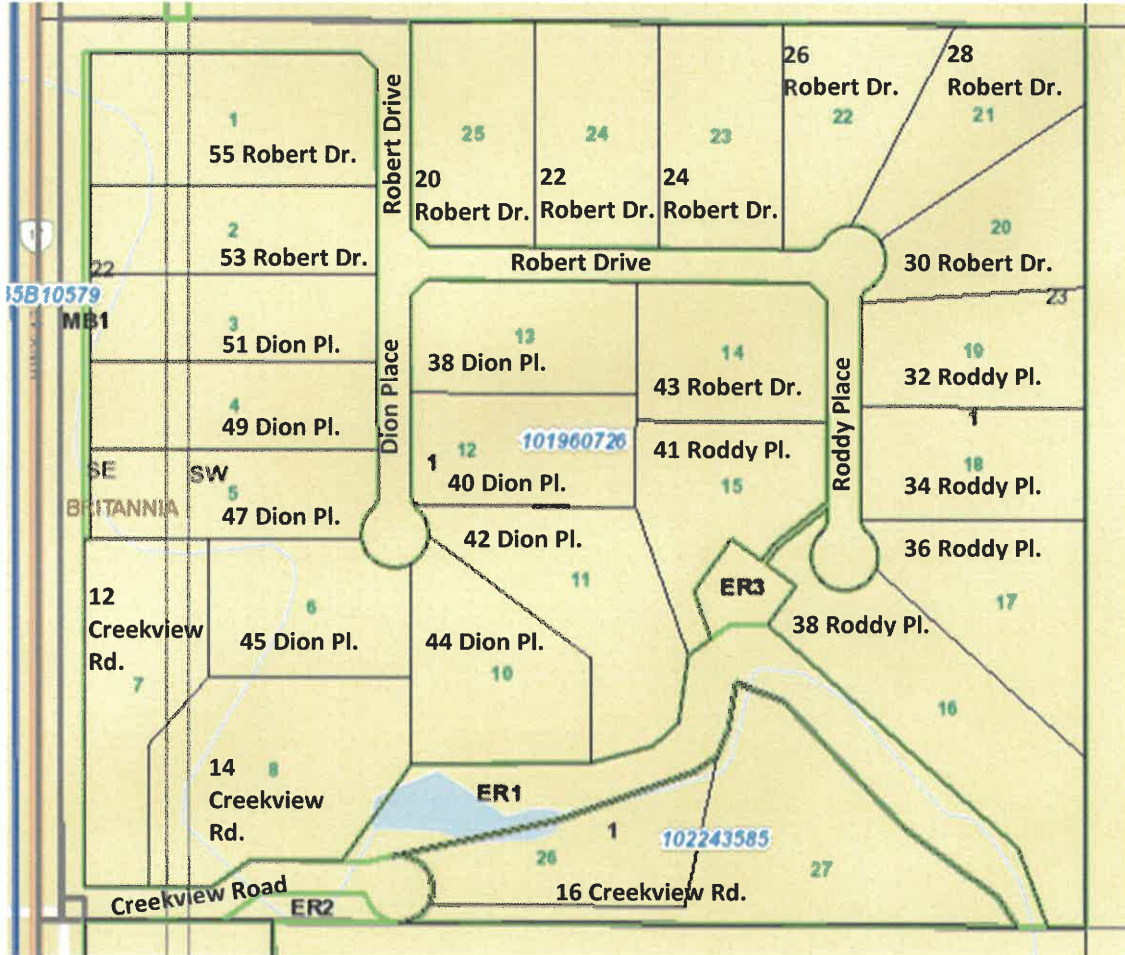 26
Robert Dr.
22
28
Robert Dr.
21
1
55 Robert Dr.
Robert Drive
25
20
Robert Dr.
24
22
Robert Dr.
23
24
Robert Dr.
2
53 Robert Dr.
Robert Drive
20
30 Robert Dr.
22
23
MB1
3
51 Dion Pl.
Dion Place
13
38 Dion Pl.
14
43 Robert Dr.
Roddy Place
19
32 Roddy Pl.
1
4
49 Dion Pl.
12
1
40 Dion Pl.
101960726
41 Roddy Pl.
15
18
34 Roddy Pl.
SE
SW
BRITANNIA
5
47 Dion Pl.
42 Dion Pl.
11
36 Roddy Pl.
17
12
Creekview
Rd.
7
6
45 Dion Pl.
44 Dion Pl.
10
ER3
38 Roddy Pl.
16
14
Creekview
Rd.
8
ER1
1
102243585
26
27
16 Creekview Rd.
Creekview Road
ER2